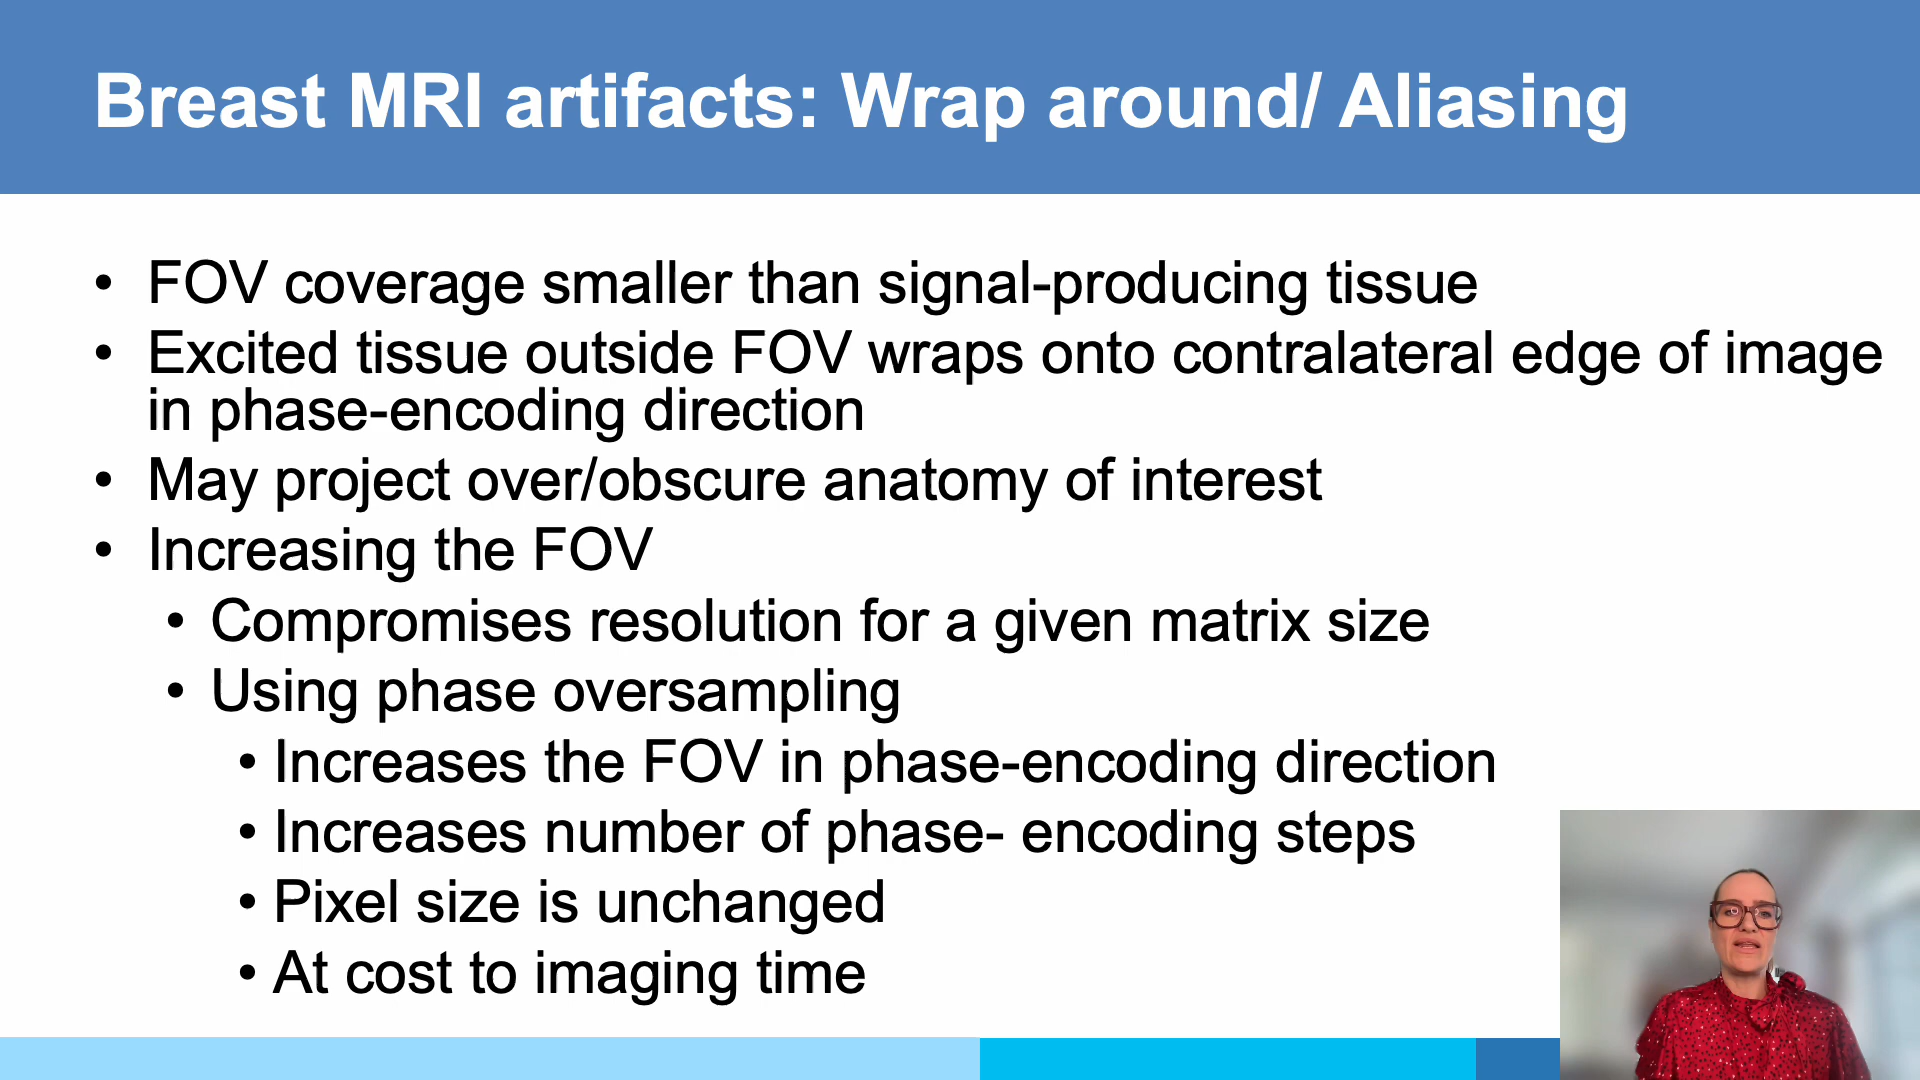 Breast MRI artifacts: Wrap around/ Aliasing
• FOV coverage smaller than signal-producing tissue
• Excited tissue outside FOV wraps onto contralateral edge of image
in phase-encoding direction
• May project over/obscure anatomy of interest
• Increasing the FOV
• Compromises resolution for a given matrix size
• Using phase oversampling
• Increases the FOV in phase-encoding direction
• Increases number of phase- encoding steps
• Pixel size is unchanged
• At cost to imaging time